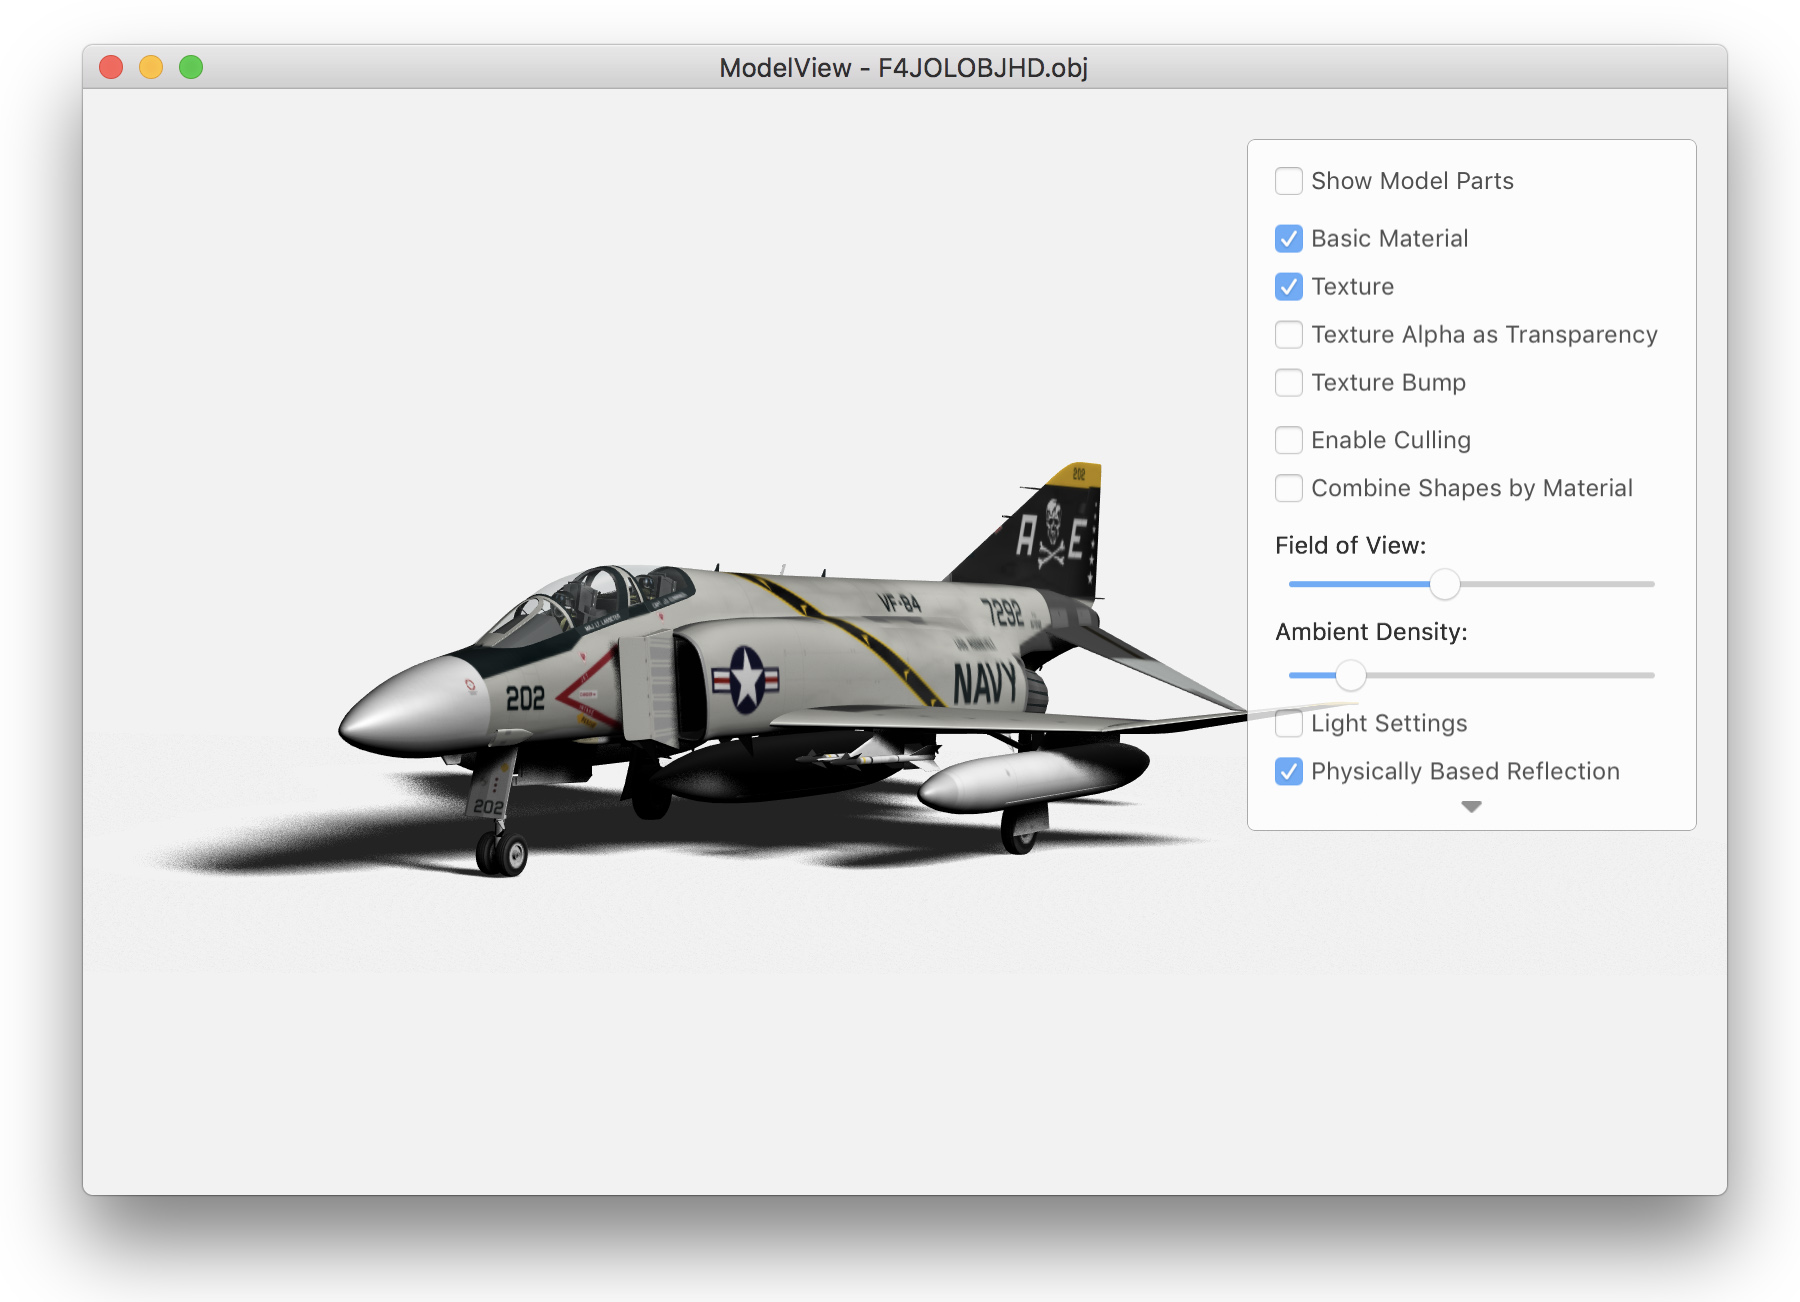 ModelView - F4JOLOBJHD.obj
Show Model Parts
Basic Material
Texture
Texture Alpha as Transparency
Texture Bump
Enable Culling
Combine Shapes by Material
Field of View:
Ambient Density:
Light Settings
Physically Based Reflection
202
A E
VF-84
7292
NAVY
202
202